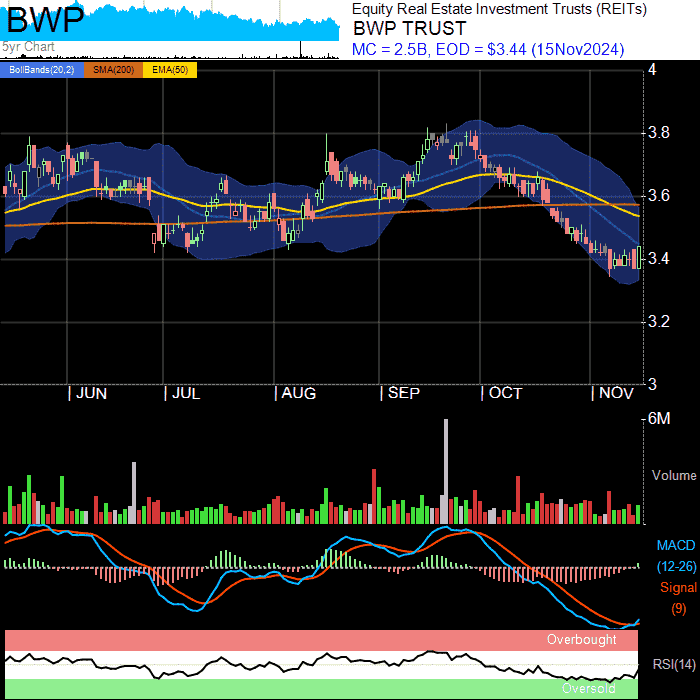 BWP
5yr Chart
Equity Real Estate Investment Trusts (REITs)
BWP TRUST
MC = 2.5B, EOD = $3.44 (15Nov2024)
BollBands(20,2) SMA(200) EMA(50)
4
3.8
3.6
3.4
3.2
3
JUN JUL AUG SEP OCT NOV
6M
Volume
MACD
(12-26)
Signal
(9)
Overbought
RSI(14)
Oversold